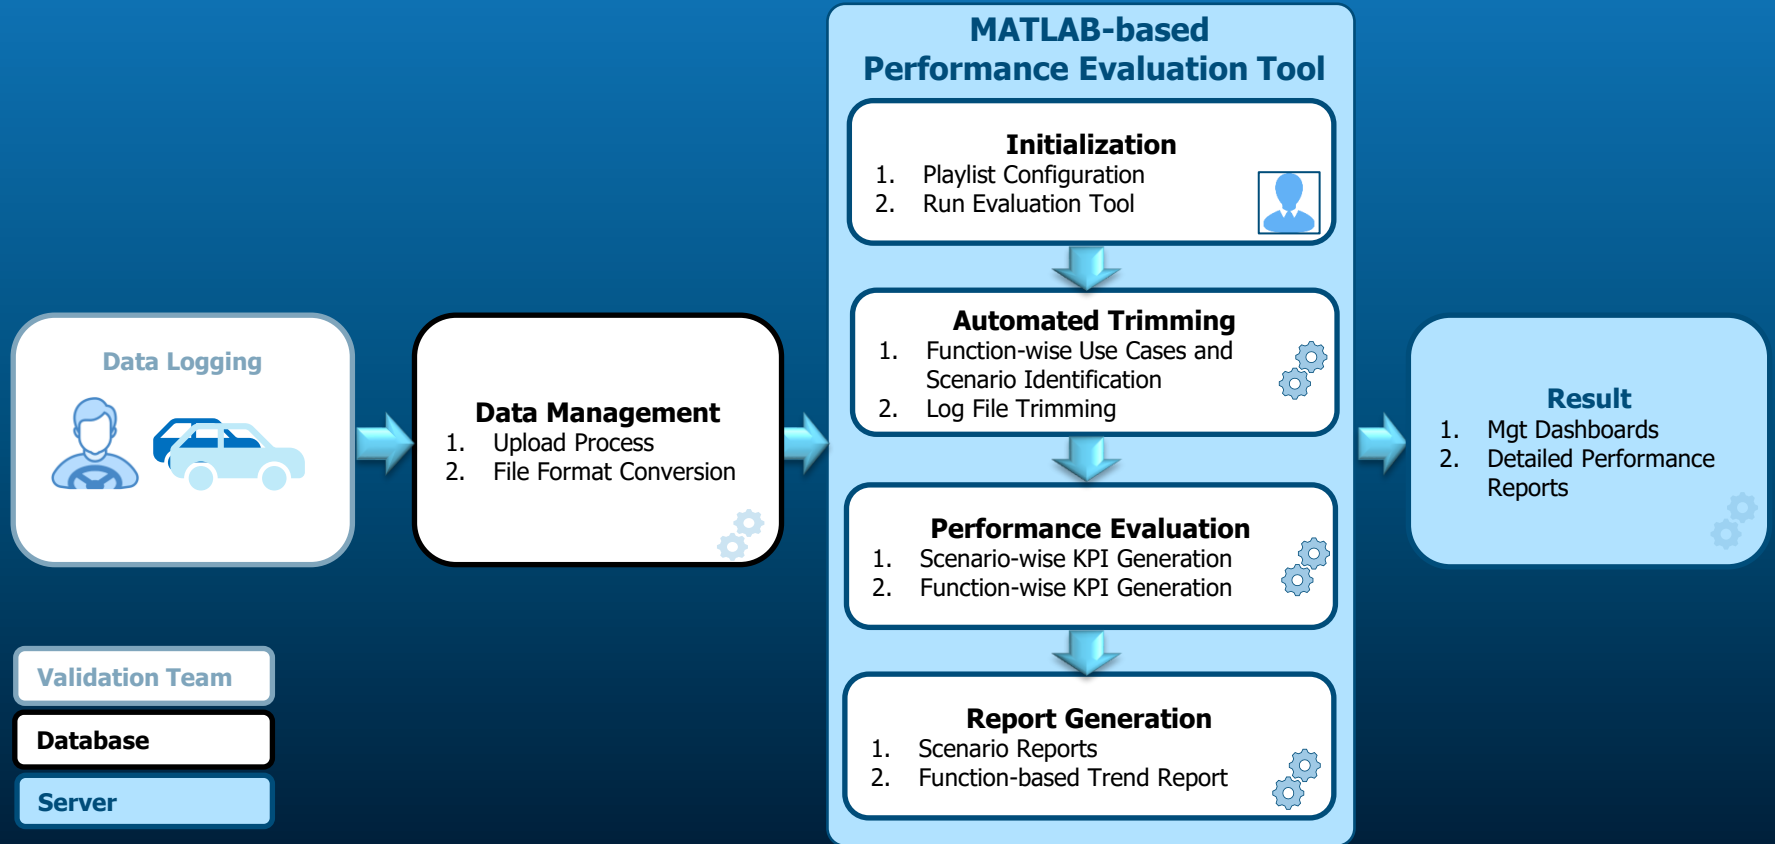 MATLAB-based
Performance Evaluation Tool
Initialization
1. Playlist Configuration
2. Run Evaluation Tool
Automated Trimming
1. Function-wise Use Cases and
Scenario Identification
2. Log File Trimming
Performance Evaluation
1. Scenario-wise KPI Generation
2. Function-wise KPI Generation
Report Generation
1. Scenario Reports
2. Function-based Trend Report
Data Logging
Data Management
1. Upload Process
2. File Format Conversion
Result
1. Mgt Dashboards
2. Detailed Performance
Reports
Validation Team
Database
Server